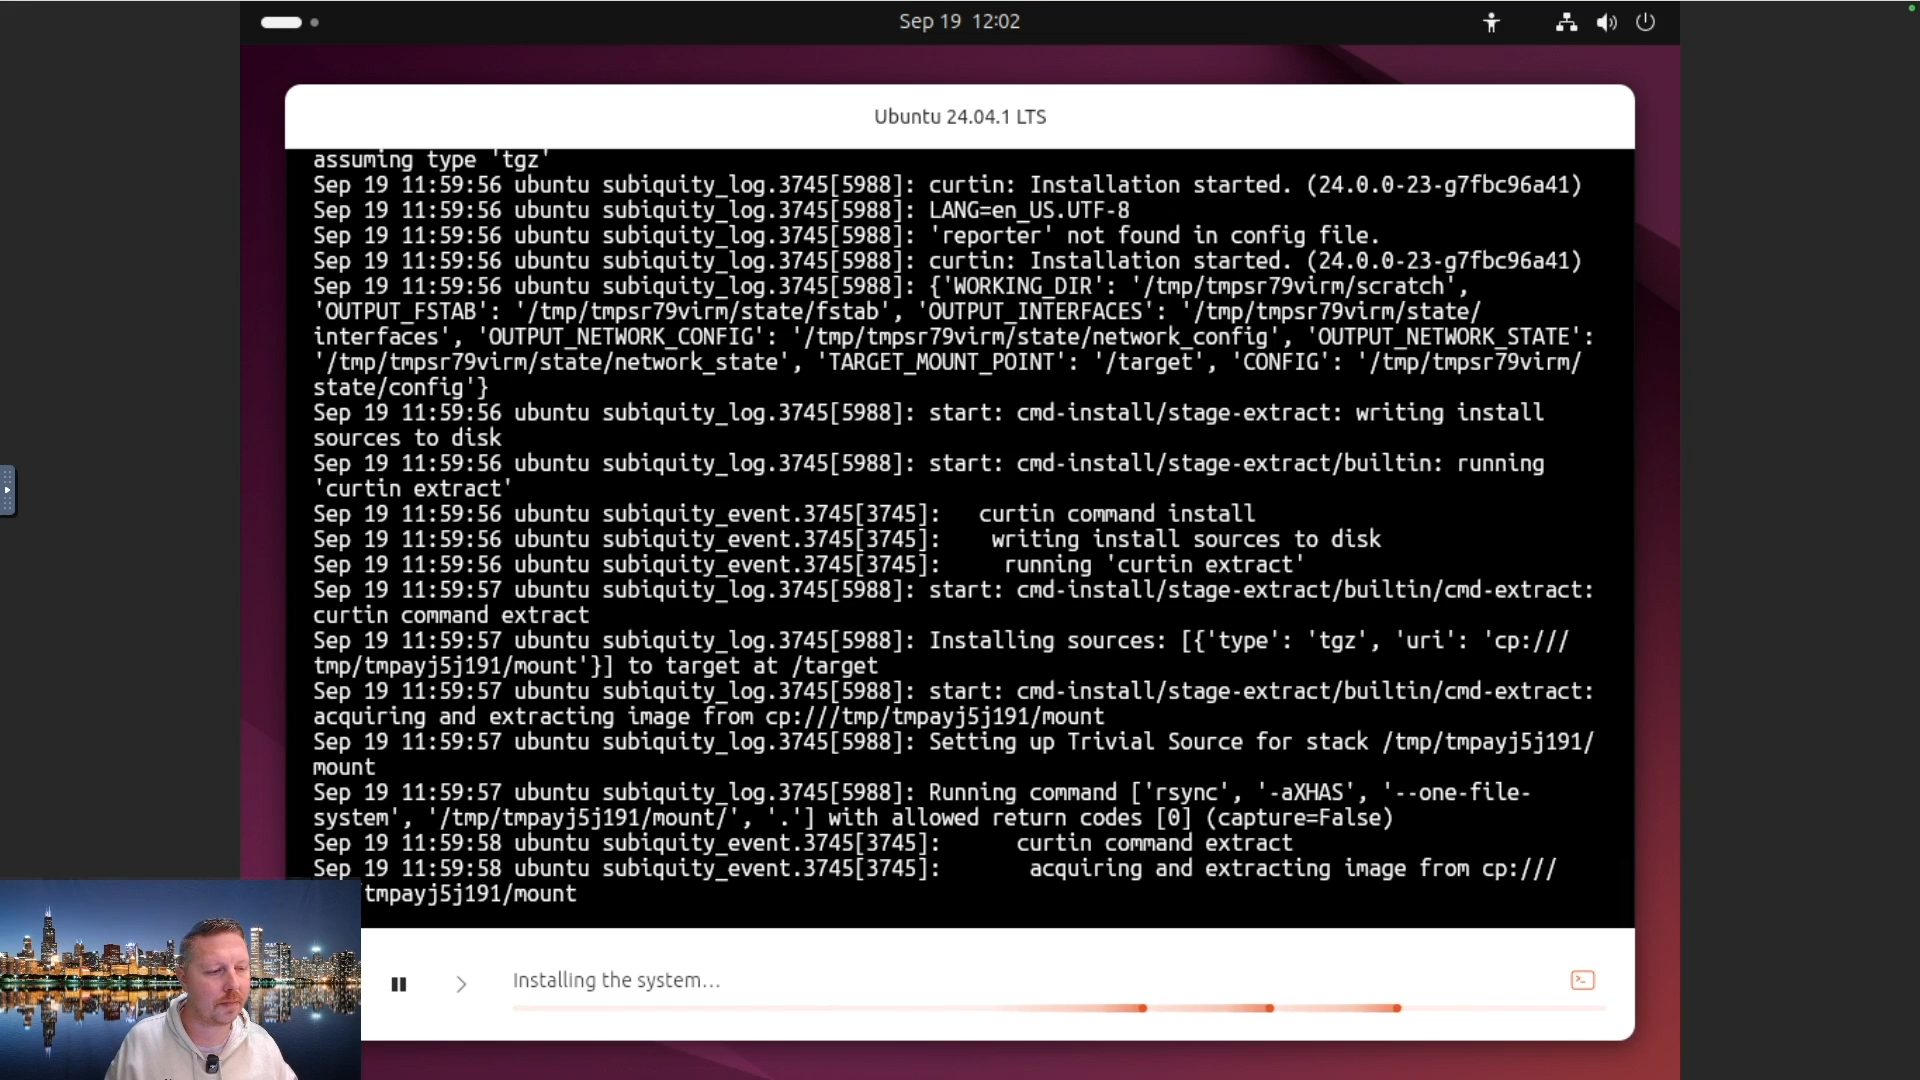 Sep 19 12:02
Ubuntu 24.04.1 LTS
assuming type 'tgz'
Sep 19 11:59:56 ubuntu subiquity_log.3745[5988]: curtin: Installation started. (24.0.0-23-g7fbc96a41)
Sep 19 11:59:56 ubuntu subiquity_log.3745[5988]: LANG=en_US.UTF-8
Sep 19 11:59:56 ubuntu subiquity_log.3745[5988]: 'reporter' not found in config file.
Sep 19 11:59:56 ubuntu subiquity_log.3745[5988]: curtin: Installation started. (24.0.0-23-g7fbc96a41)
Sep 19 11:59:56 ubuntu subiquity_log.3745[5988]: {'WORKING_DIR': '/tmp/tmpsr79virm/scratch',
'OUTPUT_FSTAB': '/tmp/tmpsr79virm/state/fstab', 'OUTPUT_INTERFACES': '/tmp/tmpsr79virm/state/
interfaces', 'OUTPUT_NETWORK_CONFIG': '/tmp/tmpsr79virm/state/network_config', 'OUTPUT_NETWORK_STATE':
'/tmp/tmpsr79virm/state/network_state', 'TARGET_MOUNT_POINT': '/target', 'CONFIG': '/tmp/tmpsr79virm/
state/config'}
Sep 19 11:59:56 ubuntu subiquity_log.3745[5988]: start: cmd-install/stage-extract: writing install
sources to disk
Sep 19 11:59:56 ubuntu subiquity_log.3745[5988]: start: cmd-install/stage-extract/builtin: running
'curtin extract'
Sep 19 11:59:56 ubuntu subiquity_event.3745[3745]:   curtin command install
Sep 19 11:59:56 ubuntu subiquity_event.3745[3745]:    writing install sources to disk
Sep 19 11:59:56 ubuntu subiquity_event.3745[3745]:     running 'curtin extract'
Sep 19 11:59:57 ubuntu subiquity_log.3745[5988]: start: cmd-install/stage-extract/builtin/cmd-extract:
curtin command extract
Sep 19 11:59:57 ubuntu subiquity_log.3745[5988]: Installing sources: [{'type': 'tgz', 'uri': 'cp:///
tmp/tmpayj5j191/mount'}] to target at /target
Sep 19 11:59:57 ubuntu subiquity_log.3745[5988]: start: cmd-install/stage-extract/builtin/cmd-extract:
acquiring and extracting image from cp:///tmp/tmpayj5j191/mount
Sep 19 11:59:57 ubuntu subiquity_log.3745[5988]: Setting up Trivial Source for stack /tmp/tmpayj5j191/
mount
Sep 19 11:59:57 ubuntu subiquity_log.3745[5988]: Running command ['rsync', '-aXHAS', '--one-file-
system', '/tmp/tmpayj5j191/mount/', '.'] with allowed return codes [0] (capture=False)
Sep 19 11:59:58 ubuntu subiquity_event.3745[3745]:      curtin command extract
Sep 19 11:59:58 ubuntu subiquity_event.3745[3745]:       acquiring and extracting image from cp:///
tmpayj5j191/mount
Installing the system...